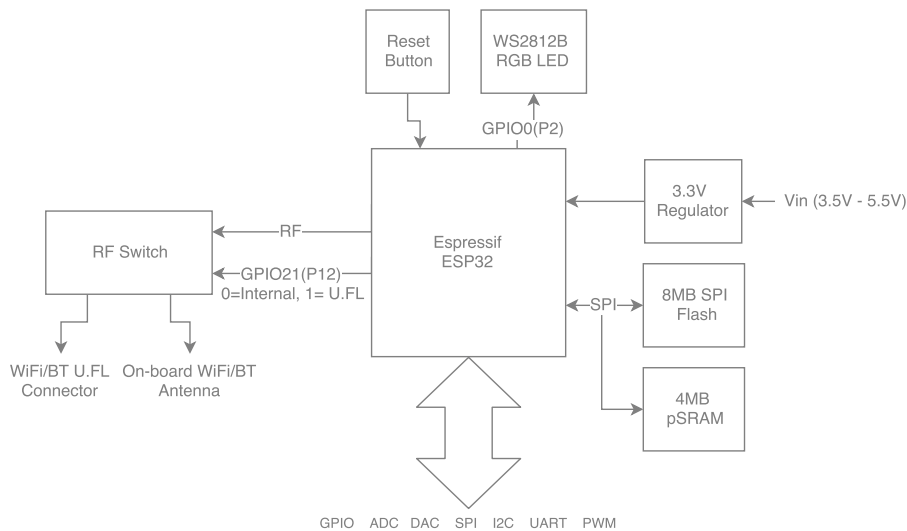 Reset
Button
WS2812B
RGB LED
GPIO0(P2)
3.3V
Regulator
Vin (3.5V - 5.5V)
Espressif
ESP32
RF Switch
RF
GPIO21(P12)
0=Internal, 1= U.FL
SPI
8MB SPI
Flash
WiFi/BT U.FL
Connector
On-board WiFi/BT
Antenna
4MB
pSRAM
GPIO ADC DAC SPI I2C UART PWM